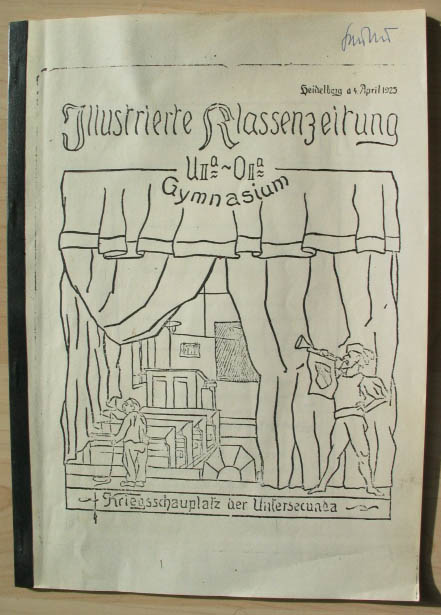 Heidelberg d 4. April 1925
Illustrierte Klassenzeitung
UIIa ~ OIIa
Gymnasium
Kriegsschauplatz der Untersecunda